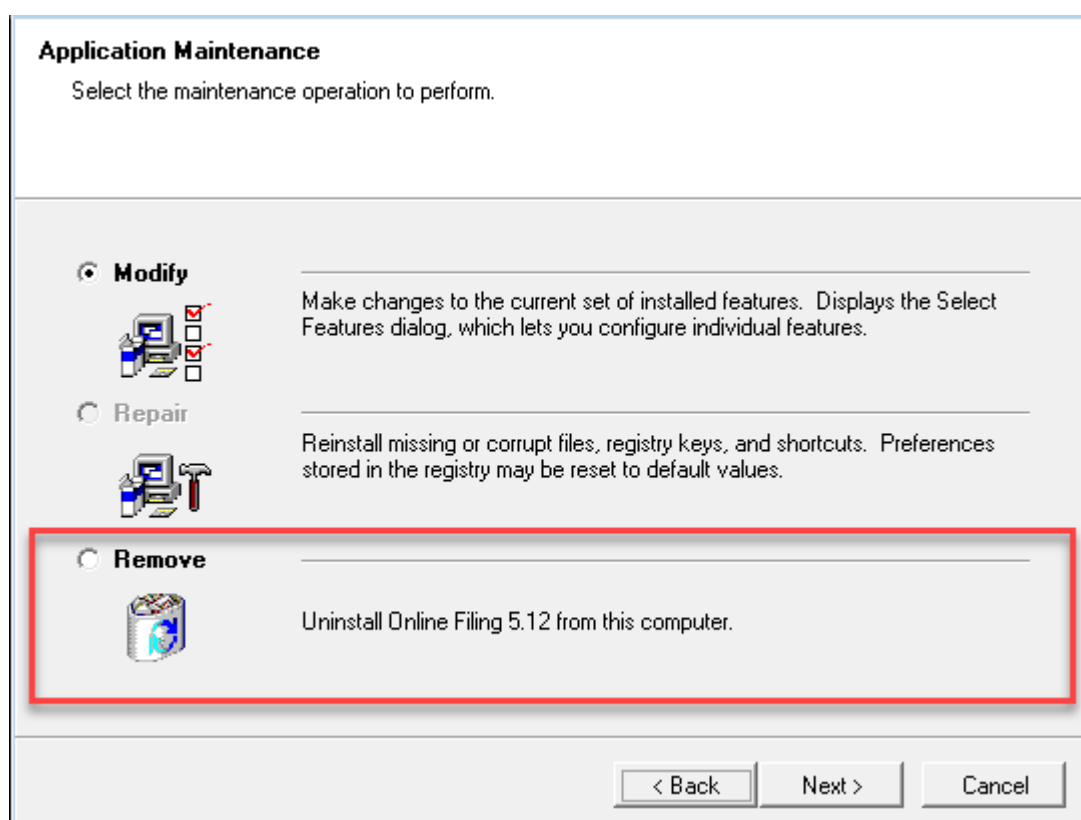 Application Maintenance
Select the maintenance operation to perform.
Modify
Make changes to the current set of installed features.  Displays the Select
Features dialog, which lets you configure individual features.
Repair
Reinstall missing or corrupt files, registry keys, and shortcuts.  Preferences
stored in the registry may be reset to default values.
Remove
Uninstall Online Filing 5.12 from this computer.
< Back
Next >
Cancel